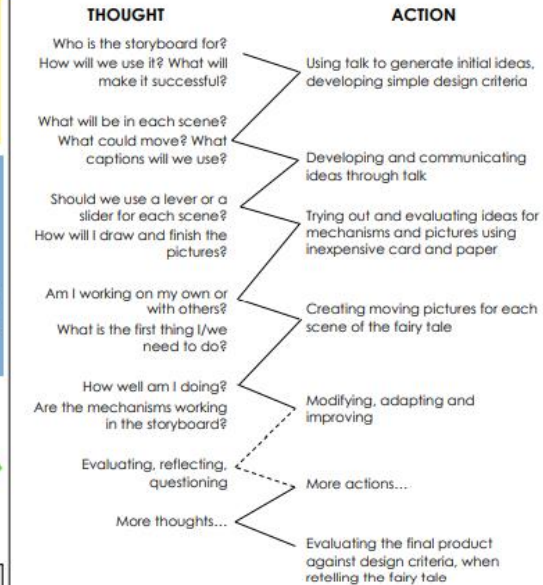 THOUGHT
ACTION
Who is the storyboard for?
How will we use it? What will
make it successful?
Using talk to generate initial ideas,
developing simple design criteria
What will be in each scene?
What could move? What
captions will we use?
Developing and communicating
ideas through talk
Should we use a lever or a
slider for each scene?
How will I draw and finish the
pictures?
Trying out and evaluating ideas for
mechanisms and pictures using
inexpensive card and paper
Am I working on my own or
with others?
What is the first thing I/we
need to do?
Creating moving pictures for each
scene of the fairy tale
How well am I doing?
Are the mechanisms working
in the storyboard?
Modifying, adapting and
improving
Evaluating, reflecting,
questioning
More actions...
More thoughts...
Evaluating the final product
against design criteria, when
retelling the fairy tale